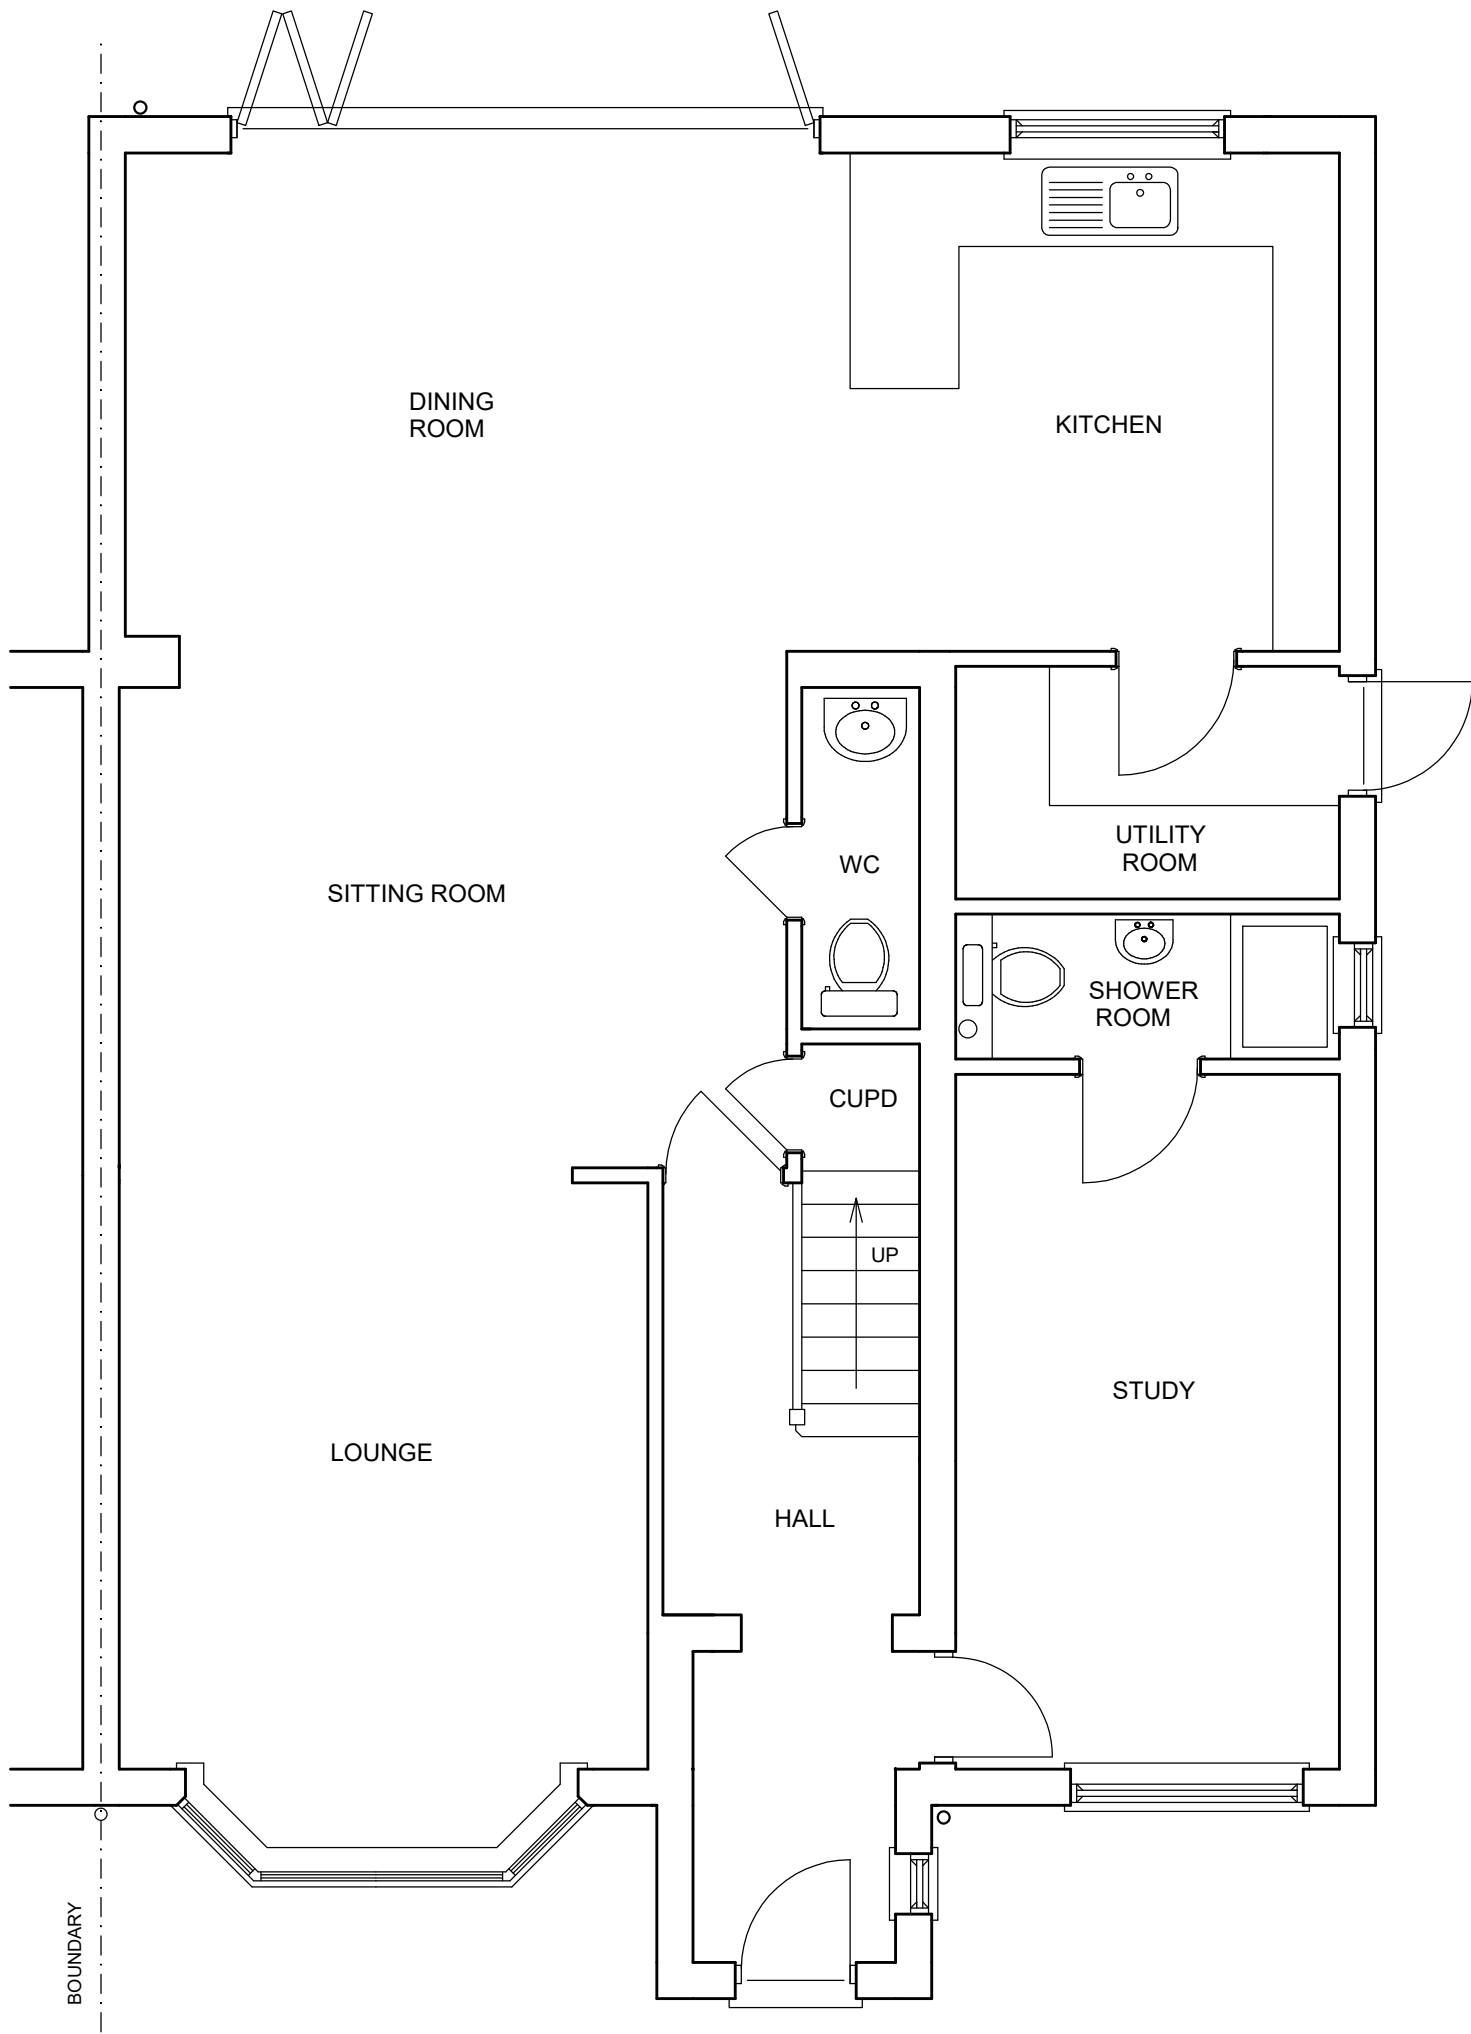 DINING
ROOM
KITCHEN
UTILITY
ROOM
WC
SITTING ROOM
SHOWER
ROOM
CUPD
UP
STUDY
LOUNGE
HALL
BOUNDARY